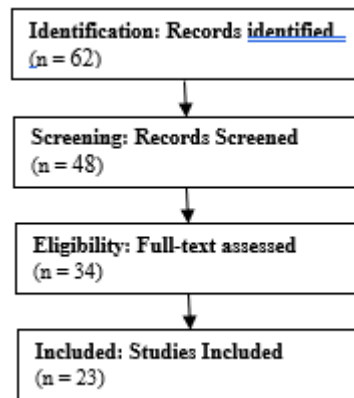 Identification: Records identified
(n = 62)
Screening: Records Screened
(n = 48)
Eligibility: Full-text assessed
(n = 34)
Included: Studies Included
(n = 23)